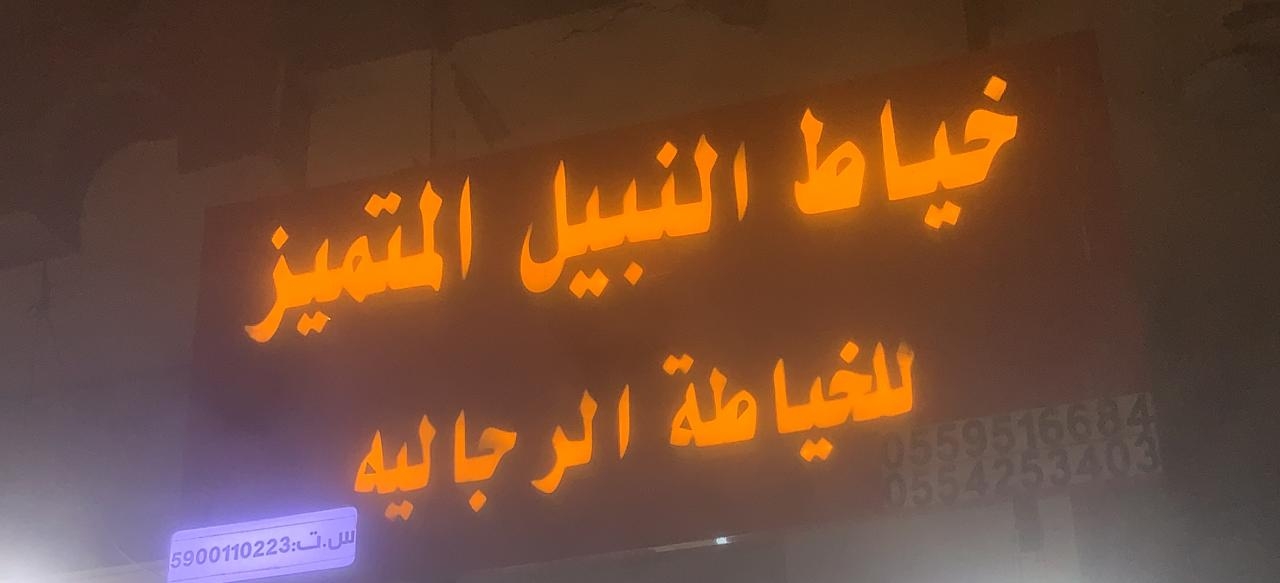 خياط النبيل المتميز
للخياطة الرجاليه
0559516684
0554253403
س.ت:5900110223